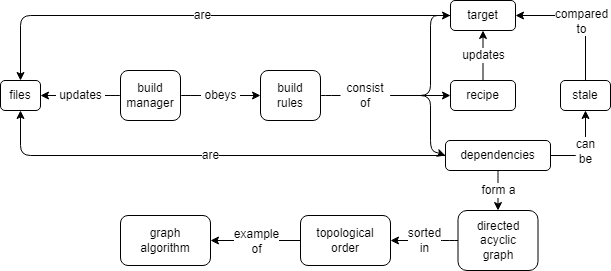 are
target
compared
to
updates
files
updates
build
manager
obeys
build
rules
consist
of
recipe
stale
are
dependencies
can
be
form a
graph
algorithm
example
of
topological
order
sorted
in
directed
acyclic
graph